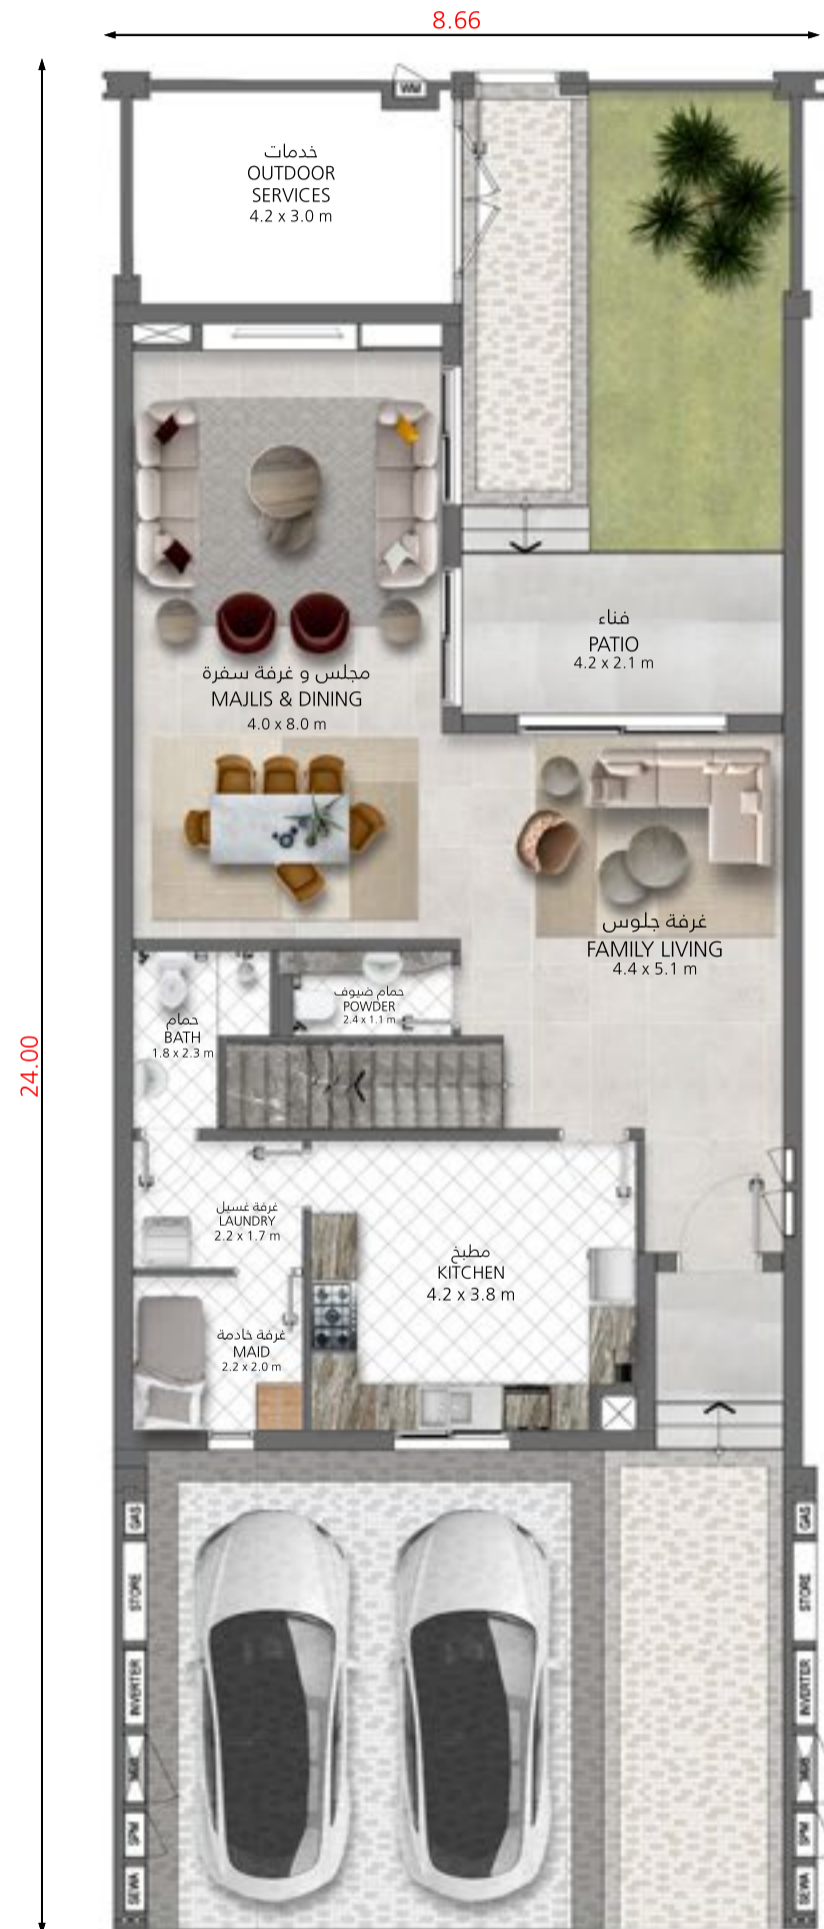 8.66
24.00
WM
خدمات
OUTDOOR
SERVICES
4.2 x 3.0 m
فناء
PATIO
4.2 x 2.1 m
مجلس و غرفة سفرة
MAJLIS & DINING
4.0 x 8.0 m
غرفة جلوس
FAMILY LIVING
4.4 x 5.1 m
حمام ضيوف
POWDER
2.4 x 1.1 m
حمام
BATH
1.8 x 2.3 m
غرفة غسيل
LAUNDRY
2.2 x 1.7 m
مطبخ
KITCHEN
4.2 x 3.8 m
غرفة خادمة
MAID
2.2 x 2.0 m
GAS
STORE
INVERTER
SPM
SEWA
GAS
STORE
INVERTER
SPM
SEWA